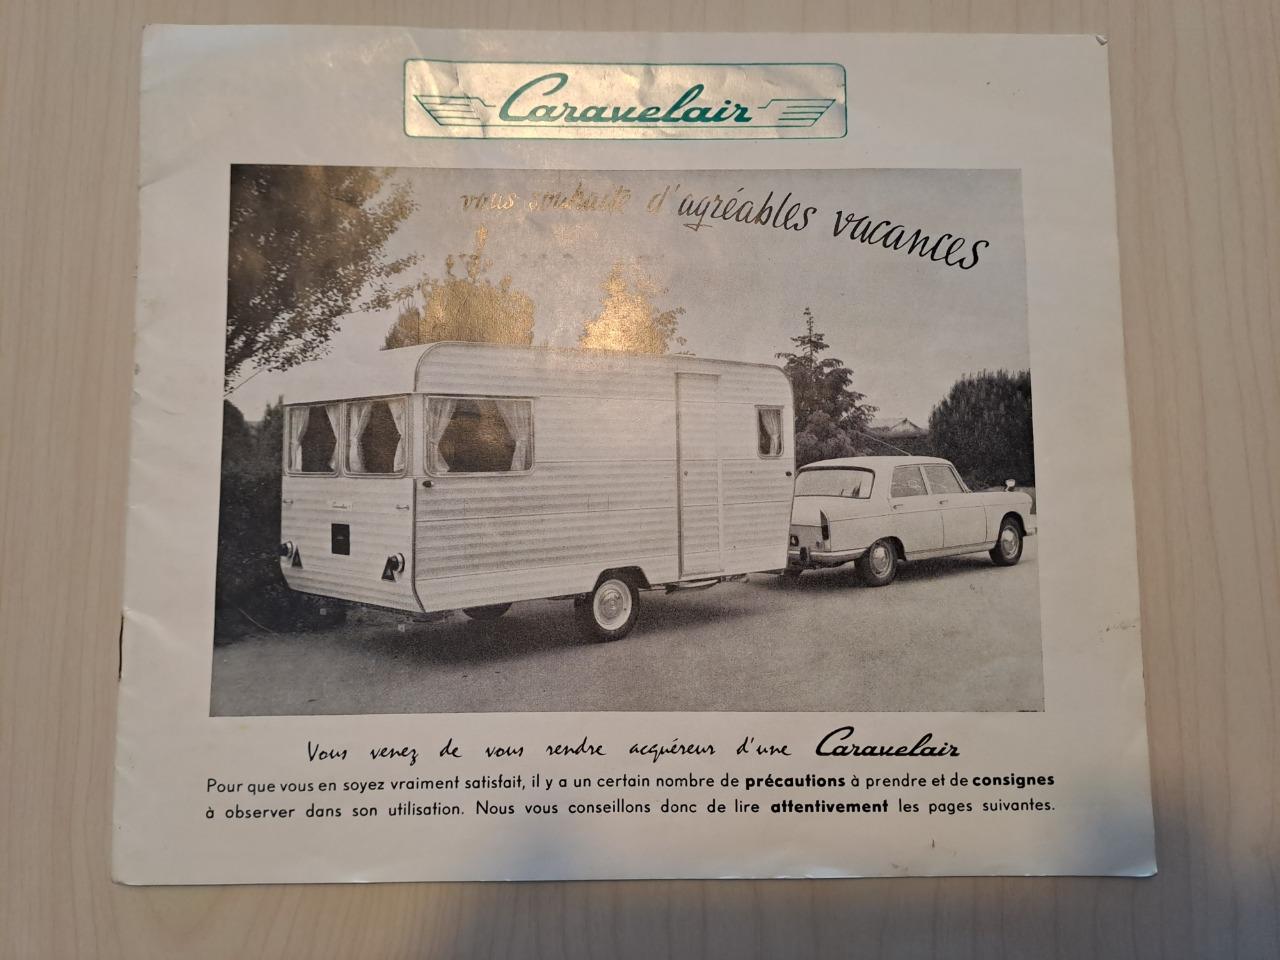 Caravelair
vous souhaite d'agréables vacances
Vous venez de vous rendre acquéreur d'une Caravelair
Pour que vous en soyez vraiment satisfait, il y a un certain nombre de précautions à prendre et de consignes
à observer dans son utilisation. Nous vous conseillons donc de lire attentivement les pages suivantes.